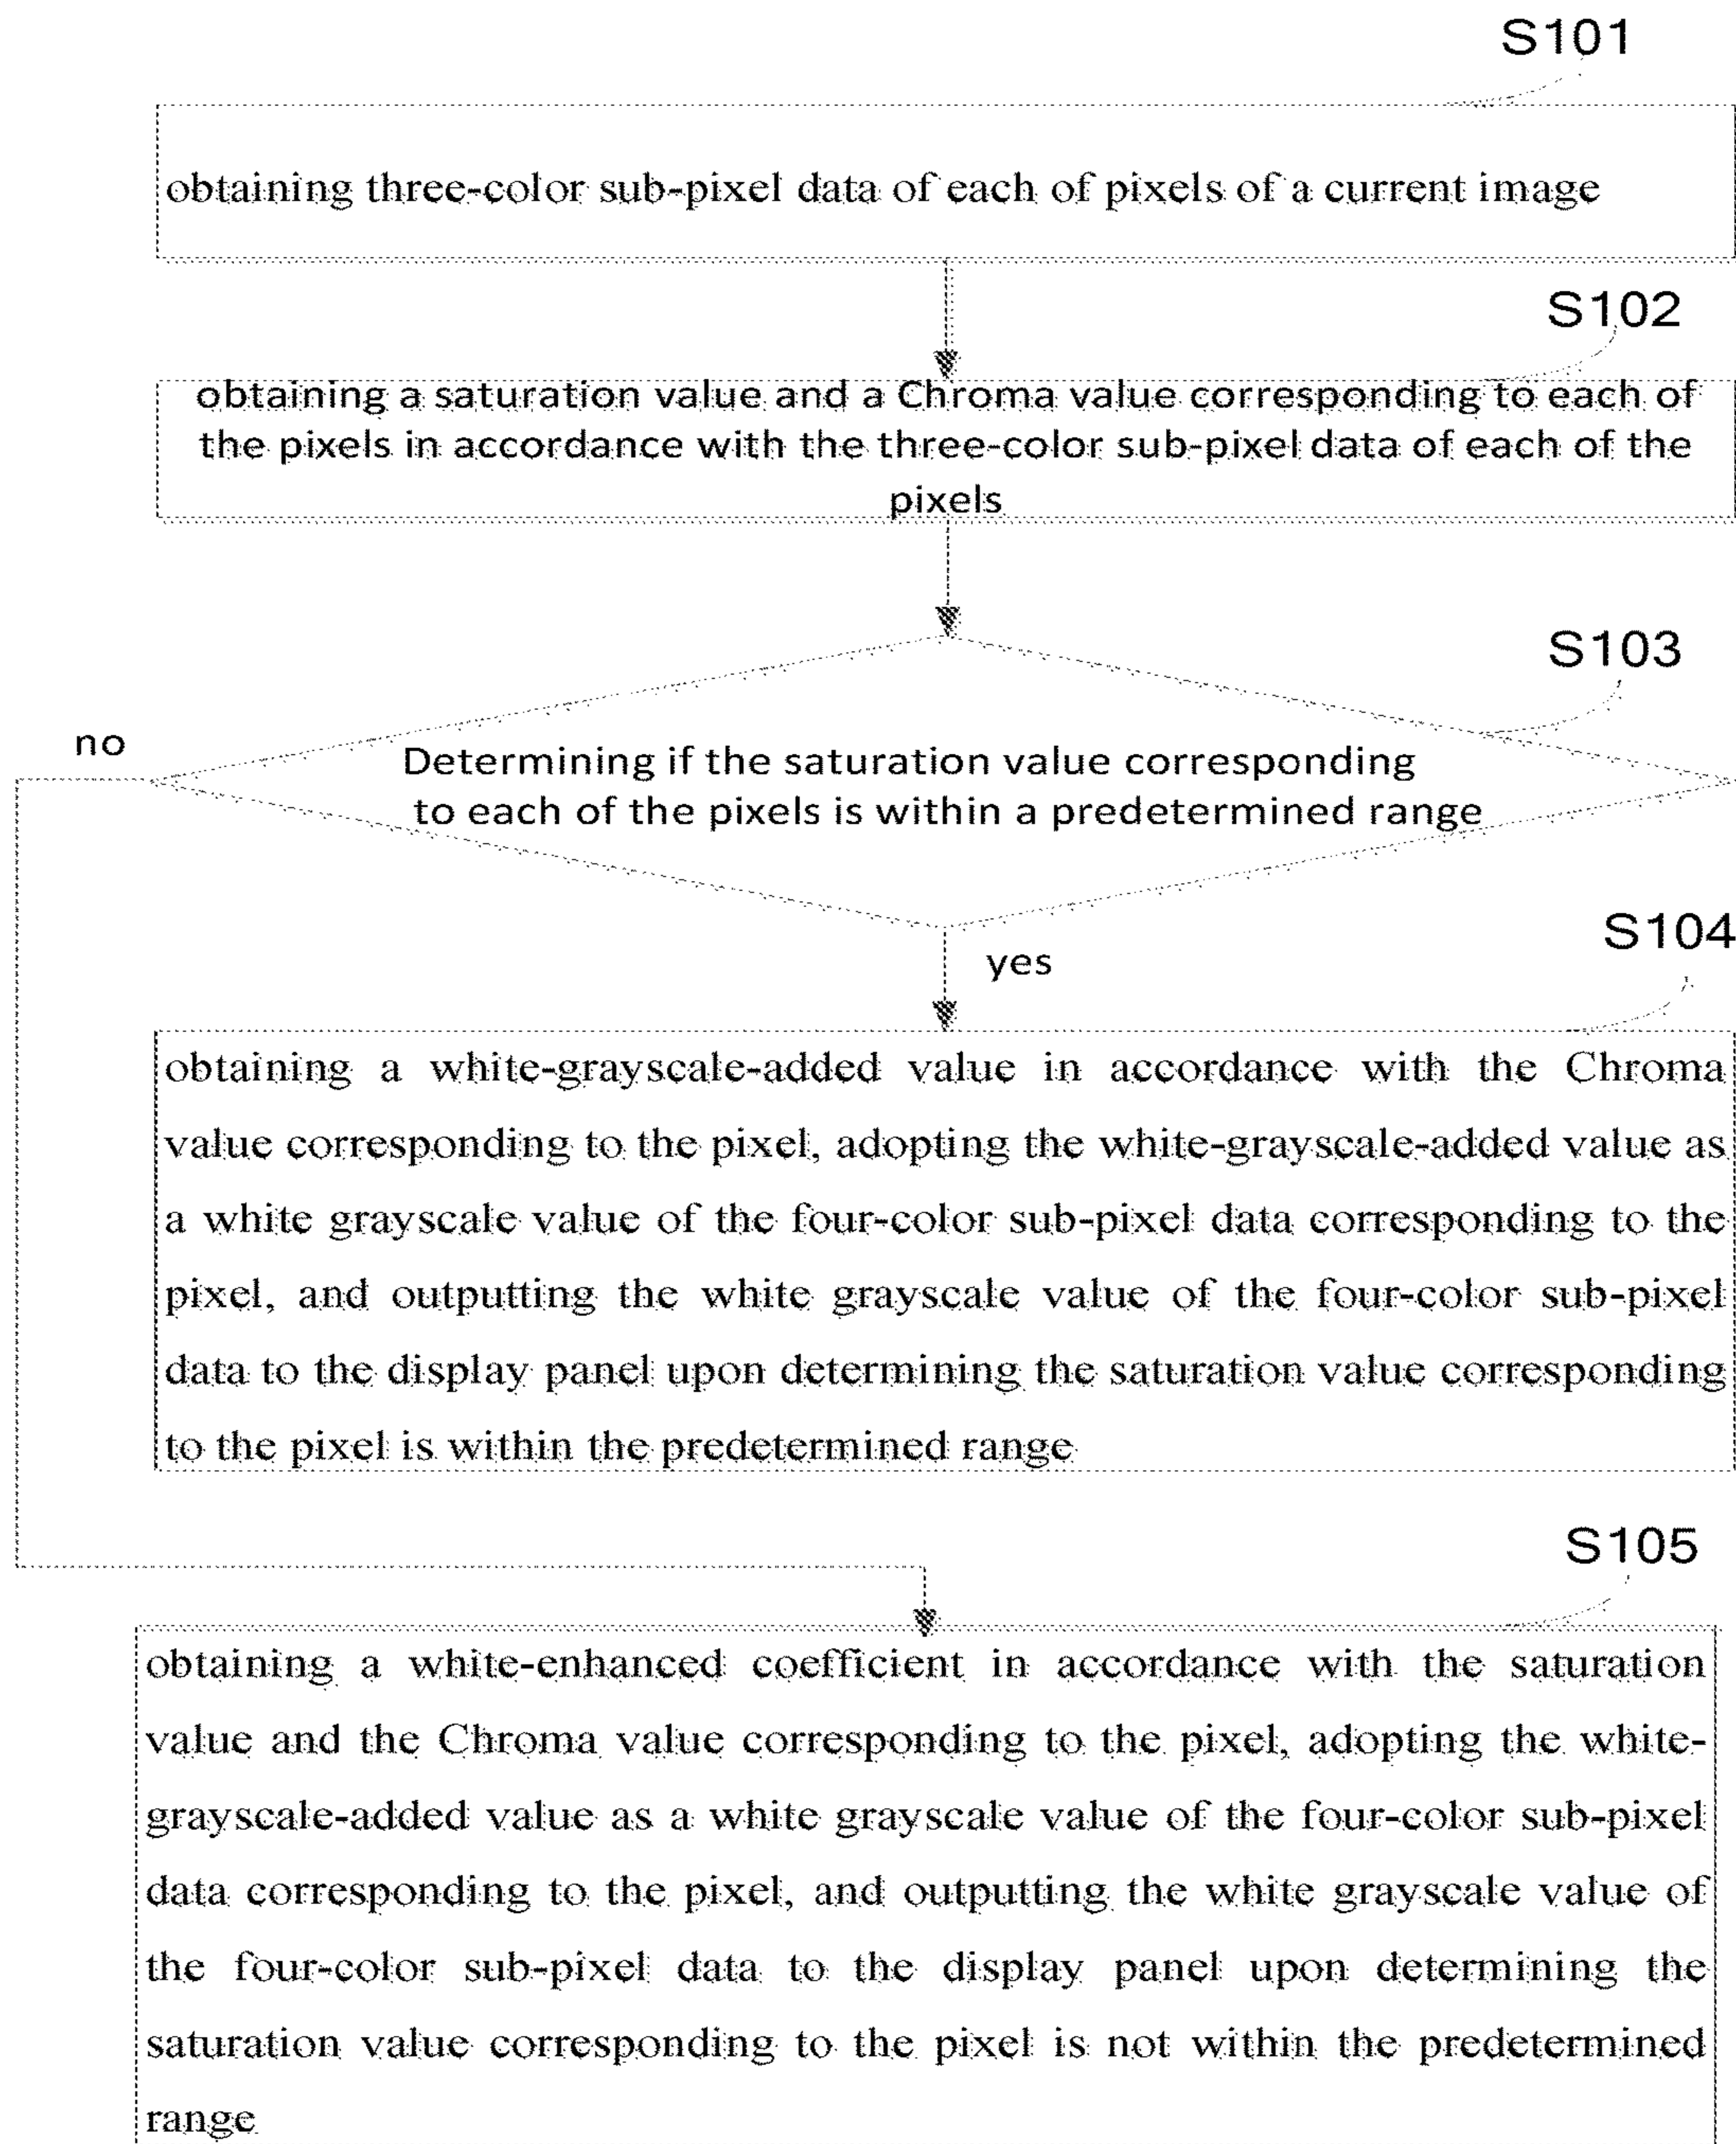 S101
obtaining three-color sub-pixel data of each of pixels of a current image
S102
obtaining a saturation value and a Chroma value corresponding to each of
the pixels in accordance with the three-color sub-pixel data of each of the
pixels
S103
no
Determining if the saturation value corresponding
to each of the pixels is within a predetermined range
S104
yes
obtaining a white-grayscale-added value in accordance with the Chroma
value corresponding to the pixel, adopting the white-grayscale-added value as
a white grayscale value of the four-color sub-pixel data corresponding to the
pixel, and outputting the white grayscale value of the four-color sub-pixel
data to the display panel upon determining the saturation value corresponding
to the pixel is within the predetermined range
S105
obtaining a white-enhanced coefficient in accordance with the saturation
value and the Chroma value corresponding to the pixel, adopting the white-
grayscale-added value as a white grayscale value of the four-color sub-pixel
data corresponding to the pixel, and outputting the white grayscale value of
the four-color sub-pixel data to the display panel upon determining the
saturation value corresponding to the pixel is not within the predetermined
range